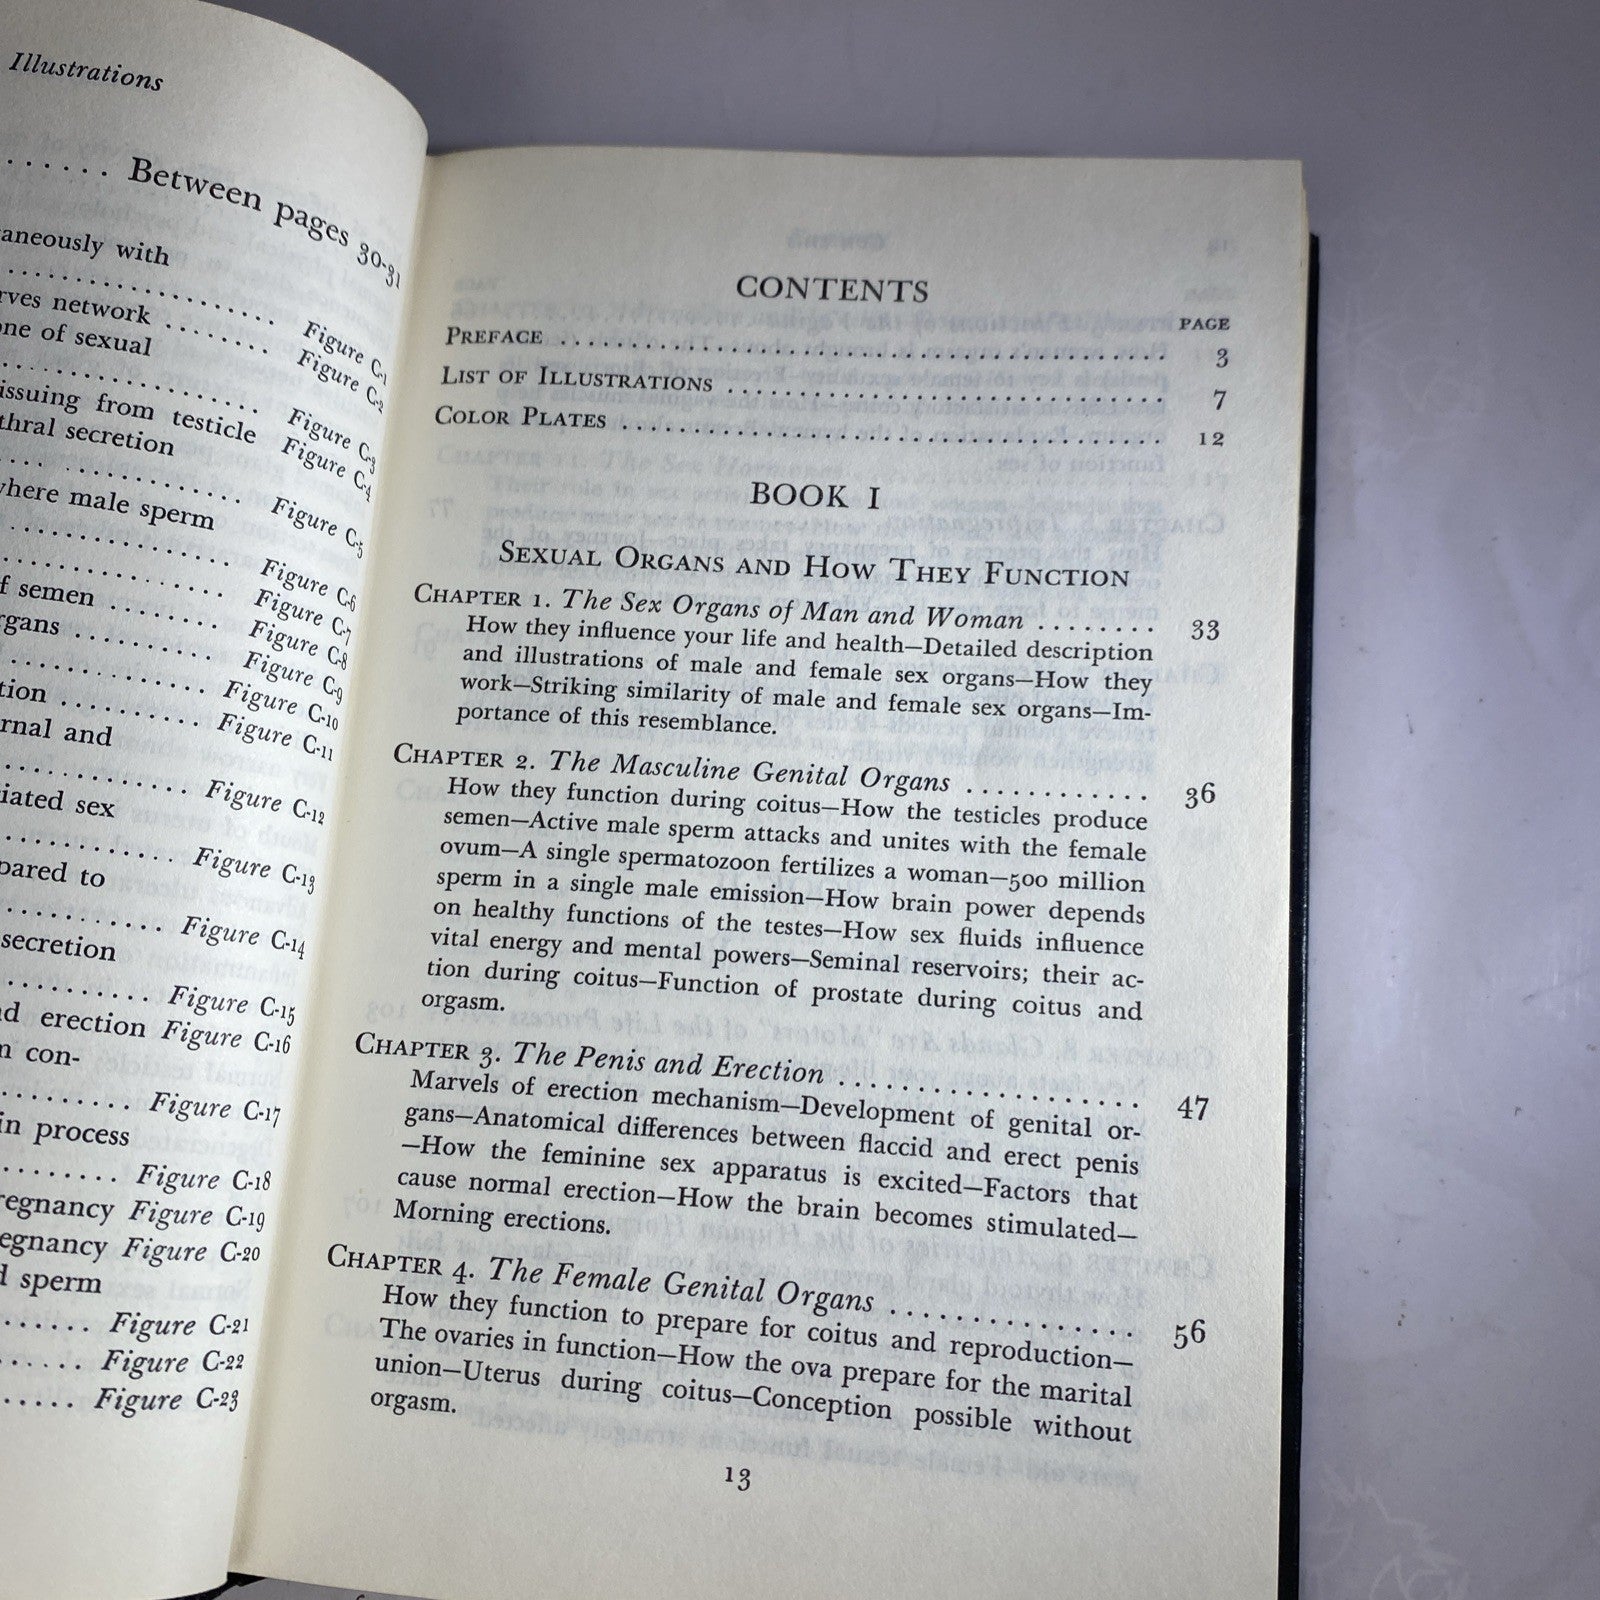 Illustrations
. . . . . . Between pages 30-31
taneously with
. . . . . . . . . . . . . . . . . Figure C-1
network . . . . . . . . Figure C-2
of sexual
. . . . . . . . . . . . . . . . . Figure C-3
issuing from testicle Figure C-4
secretion
. . . . . . . . . . . . . . Figure C-5
where male sperm
. . . . . . . . . . . . . . . . Figure C-6
. . . . . . . . . . . . . . . . Figure C-7
of semen . . . . . . . . Figure C-8
. . . . . . . . . . Figure C-9
. . . . . . . . . . . . . . Figure C-10
. . . . . . . . . . Figure C-11
and
. . . . . . . . . . . . . Figure C-12
sex
. . . . . . . . . . . . Figure C-13
to
. . . . . . . . . . . Figure C-14
secretion
. . . . . . . . . . Figure C-15
erection Figure C-16
con-
. . . . . . . . . Figure C-17
in process
. . . . . . . . Figure C-18
pregnancy Figure C-19
pregnancy Figure C-20
sperm
. . . . . . Figure C-21
. . . . . . Figure C-22
. . . . . Figure C-23
CONTENTS
PAGE
PREFACE . . . . . . . . . . . . . . . . . . . . . . . . . . . . . . . . . . . . 3
LIST OF ILLUSTRATIONS . . . . . . . . . . . . . . . . . . . . . . . . . . 7
COLOR PLATES . . . . . . . . . . . . . . . . . . . . . . . . . . . . . . . 12
BOOK I
SEXUAL ORGANS AND HOW THEY FUNCTION
CHAPTER 1. The Sex Organs of Man and Woman . . . . . . . . 33
How they influence your life and health—Detailed description
and illustrations of male and female sex organs—How they
work—Striking similarity of male and female sex organs—Im-
portance of this resemblance.
CHAPTER 2. The Masculine Genital Organs . . . . . . . . . . . . 36
How they function during coitus—How the testicles produce
semen—Active male sperm attacks and unites with the female
ovum—A single spermatozoon fertilizes a woman—500 million
sperm in a single male emission—How brain power depends
on healthy functions of the testes—How sex fluids influence
vital energy and mental powers—Seminal reservoirs; their ac-
tion during coitus—Function of prostate during coitus and
orgasm.
CHAPTER 3. The Penis and Erection . . . . . . . . . . . . . . . . . . 47
Marvels of erection mechanism—Development of genital or-
gans—Anatomical differences between flaccid and erect penis
—How the feminine sex apparatus is excited—Factors that
cause normal erection—How the brain becomes stimulated—
Morning erections.
CHAPTER 4. The Female Genital Organs . . . . . . . . . . . . . . 56
How they function to prepare for coitus and reproduction—
The ovaries in function—How the ova prepare for the marital
union—Uterus during coitus—Conception possible without
orgasm.
13